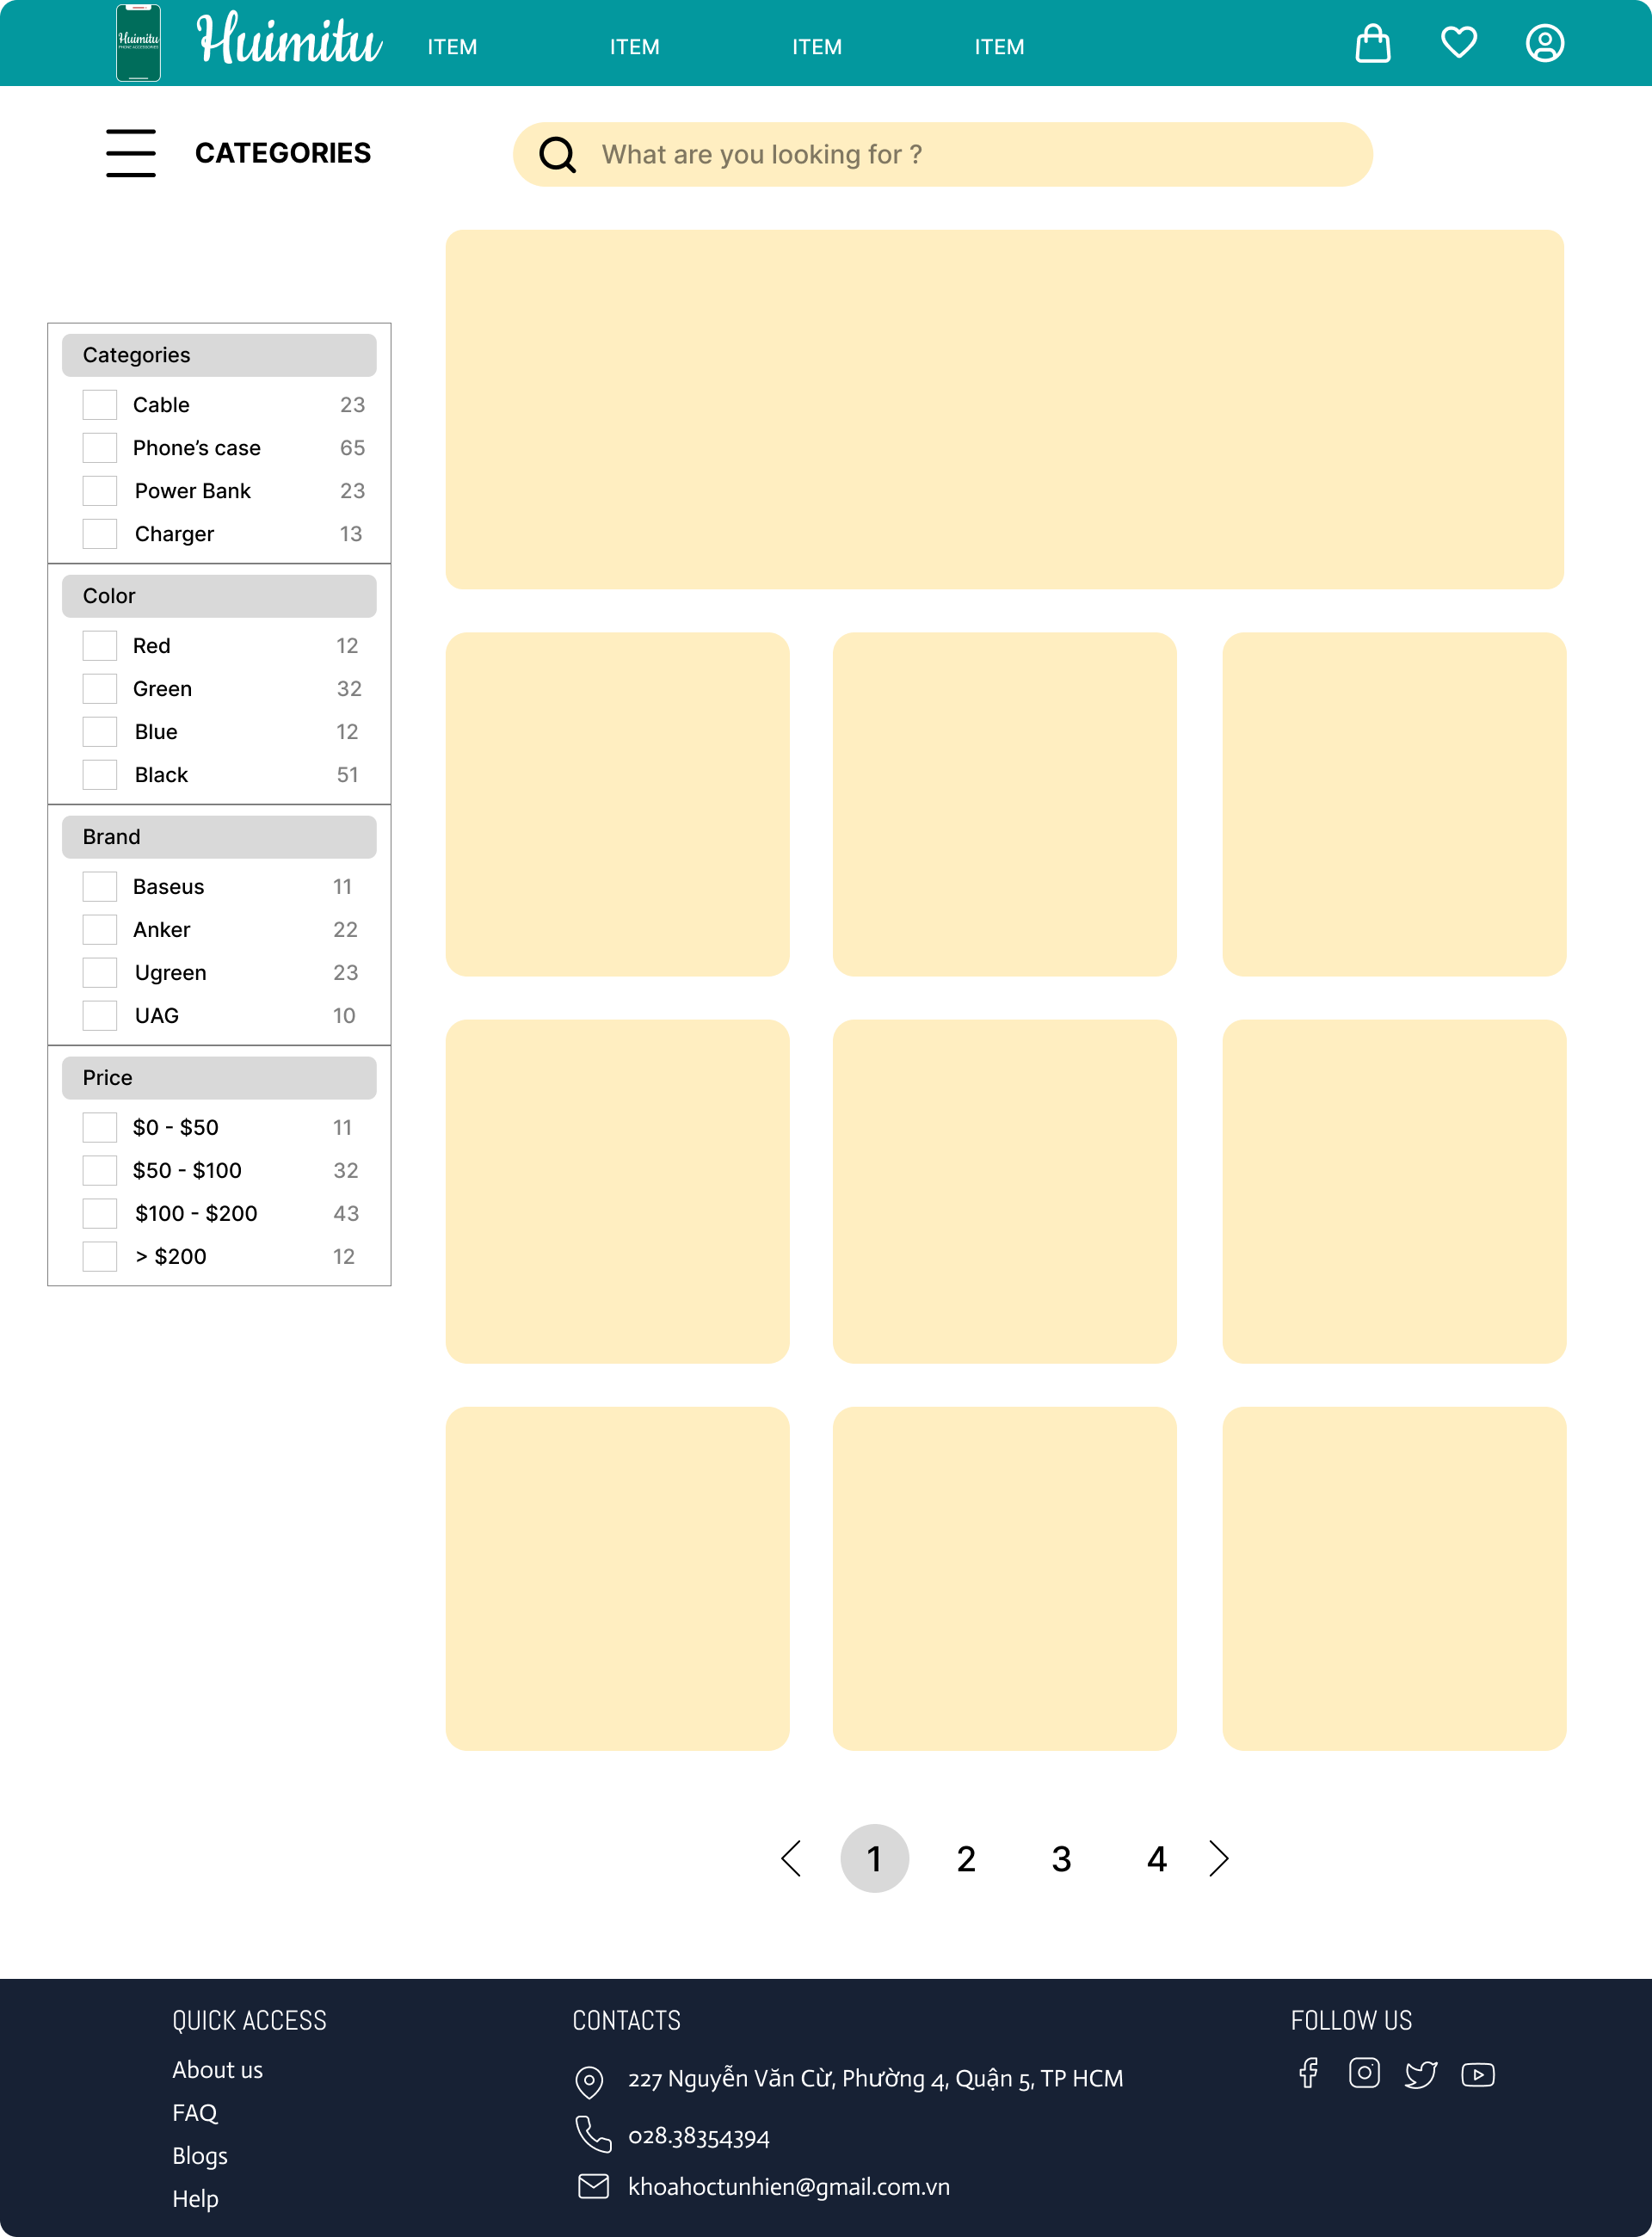 Huimitu
PHONE ACCESSORIES
Huimitu
ITEM ITEM ITEM ITEM
CATEGORIES
What are you looking for ?
Categories
Cable 23
Phone’s case 65
Power Bank 23
Charger 13
Color
Red 12
Green 32
Blue 12
Black 51
Brand
Baseus 11
Anker 22
Ugreen 23
UAG 10
Price
$0 - $50 11
$50 - $100 32
$100 - $200 43
> $200 12
1 2 3 4
QUICK ACCESS
About us
FAQ
Blogs
Help
CONTACTS
227 Nguyễn Văn Cừ, Phường 4, Quận 5, TP HCM
028.38354394
khoahoctunhien@gmail.com.vn
FOLLOW US